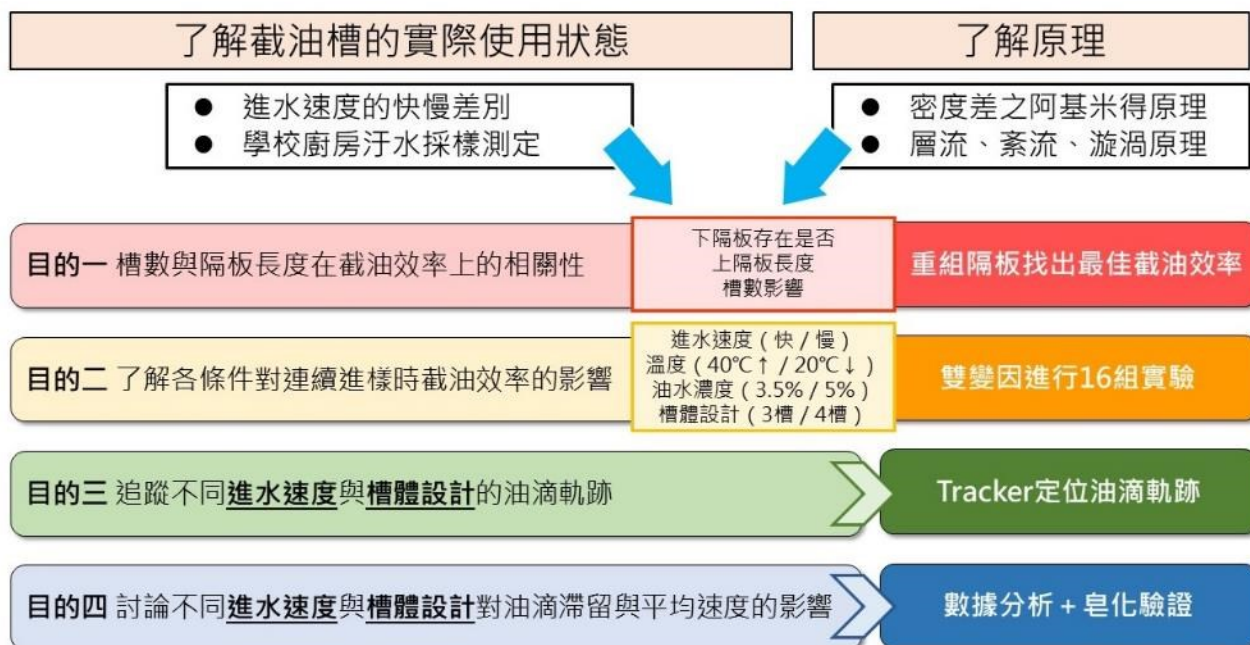 了解截油槽的實際使用狀態
了解原理
● 進水速度的快慢差別
● 學校廚房汙水採樣測定
● 密度差之阿基米得原理
● 層流、紊流、漩渦原理
目的一 槽數與隔板長度在截油效率上的相關性
下隔板存在是否
上隔板長度
槽數影響
重組隔板找出最佳截油效率
目的二 了解各條件對連續進樣時截油效率的影響
進水速度(快 / 慢)
溫度(40℃↑ / 20℃↓)
油水濃度(3.5% / 5%)
槽體設計(3槽 / 4槽)
雙變因進行16組實驗
目的三 追蹤不同進水速度與槽體設計的油滴軌跡
Tracker定位油滴軌跡
目的四 討論不同進水速度與槽體設計對油滴滯留與平均速度的影響
數據分析+皂化驗證